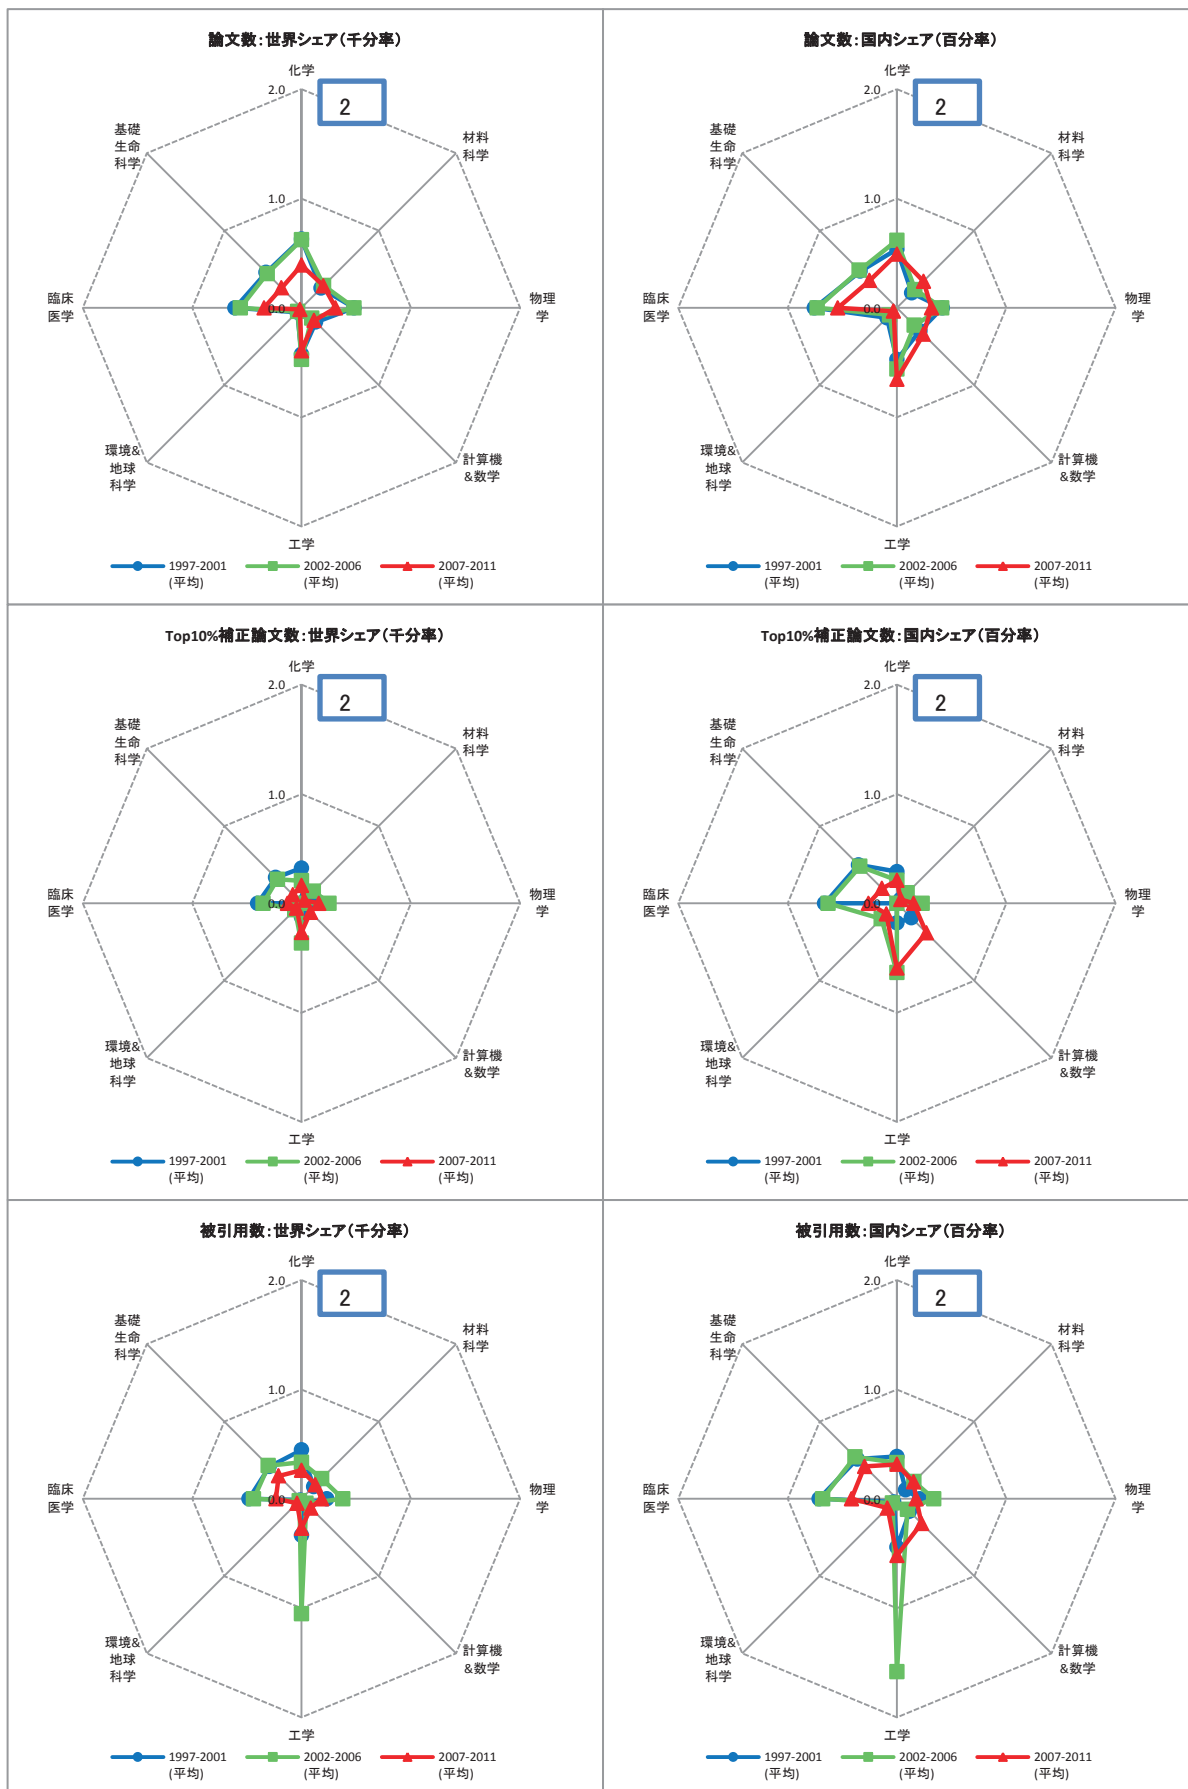 論文数：世界シェア（千分率）
化学
2.0
2
基礎
生命
科学
材料
科学
1.0
臨床
医学
0.0
物理
学
環境&
地球
科学
計算機
&数学
工学
1997-2001
(平均)
2002-2006
(平均)
2007-2011
(平均)
論文数：国内シェア（百分率）
化学
2.0
2
基礎
生命
科学
材料
科学
1.0
臨床
医学
0.0
物理
学
環境&
地球
科学
計算機
&数学
工学
1997-2001
(平均)
2002-2006
(平均)
2007-2011
(平均)
Top10%補正論文数：世界シェア（千分率）
化学
2.0
2
基礎
生命
科学
材料
科学
1.0
臨床
医学
0.0
物理
学
環境&
地球
科学
計算機
&数学
工学
1997-2001
(平均)
2002-2006
(平均)
2007-2011
(平均)
Top10%補正論文数：国内シェア（百分率）
化学
2.0
2
基礎
生命
科学
材料
科学
1.0
臨床
医学
0.0
物理
学
環境&
地球
科学
計算機
&数学
工学
1997-2001
(平均)
2002-2006
(平均)
2007-2011
(平均)
被引用数：世界シェア（千分率）
化学
2.0
2
基礎
生命
科学
材料
科学
1.0
臨床
医学
0.0
物理
学
環境&
地球
科学
計算機
&数学
工学
1997-2001
(平均)
2002-2006
(平均)
2007-2011
(平均)
被引用数：国内シェア（百分率）
化学
2.0
2
基礎
生命
科学
材料
科学
1.0
臨床
医学
0.0
物理
学
環境&
地球
科学
計算機
&数学
工学
1997-2001
(平均)
2002-2006
(平均)
2007-2011
(平均)